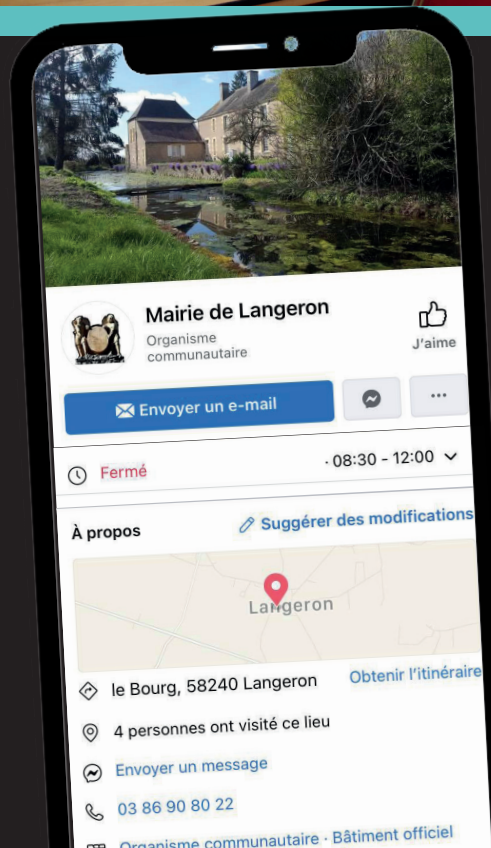 Mairie de Langeron
Organisme
communautaire
J'aime
Envoyer un e-mail
Fermé
· 08:30 - 12:00
À propos
Suggérer des modifications
Langeron
le Bourg, 58240 Langeron
Obtenir l'itinéraire
4 personnes ont visité ce lieu
Envoyer un message
03 86 90 80 22
Organisme communautaire · Bâtiment officiel